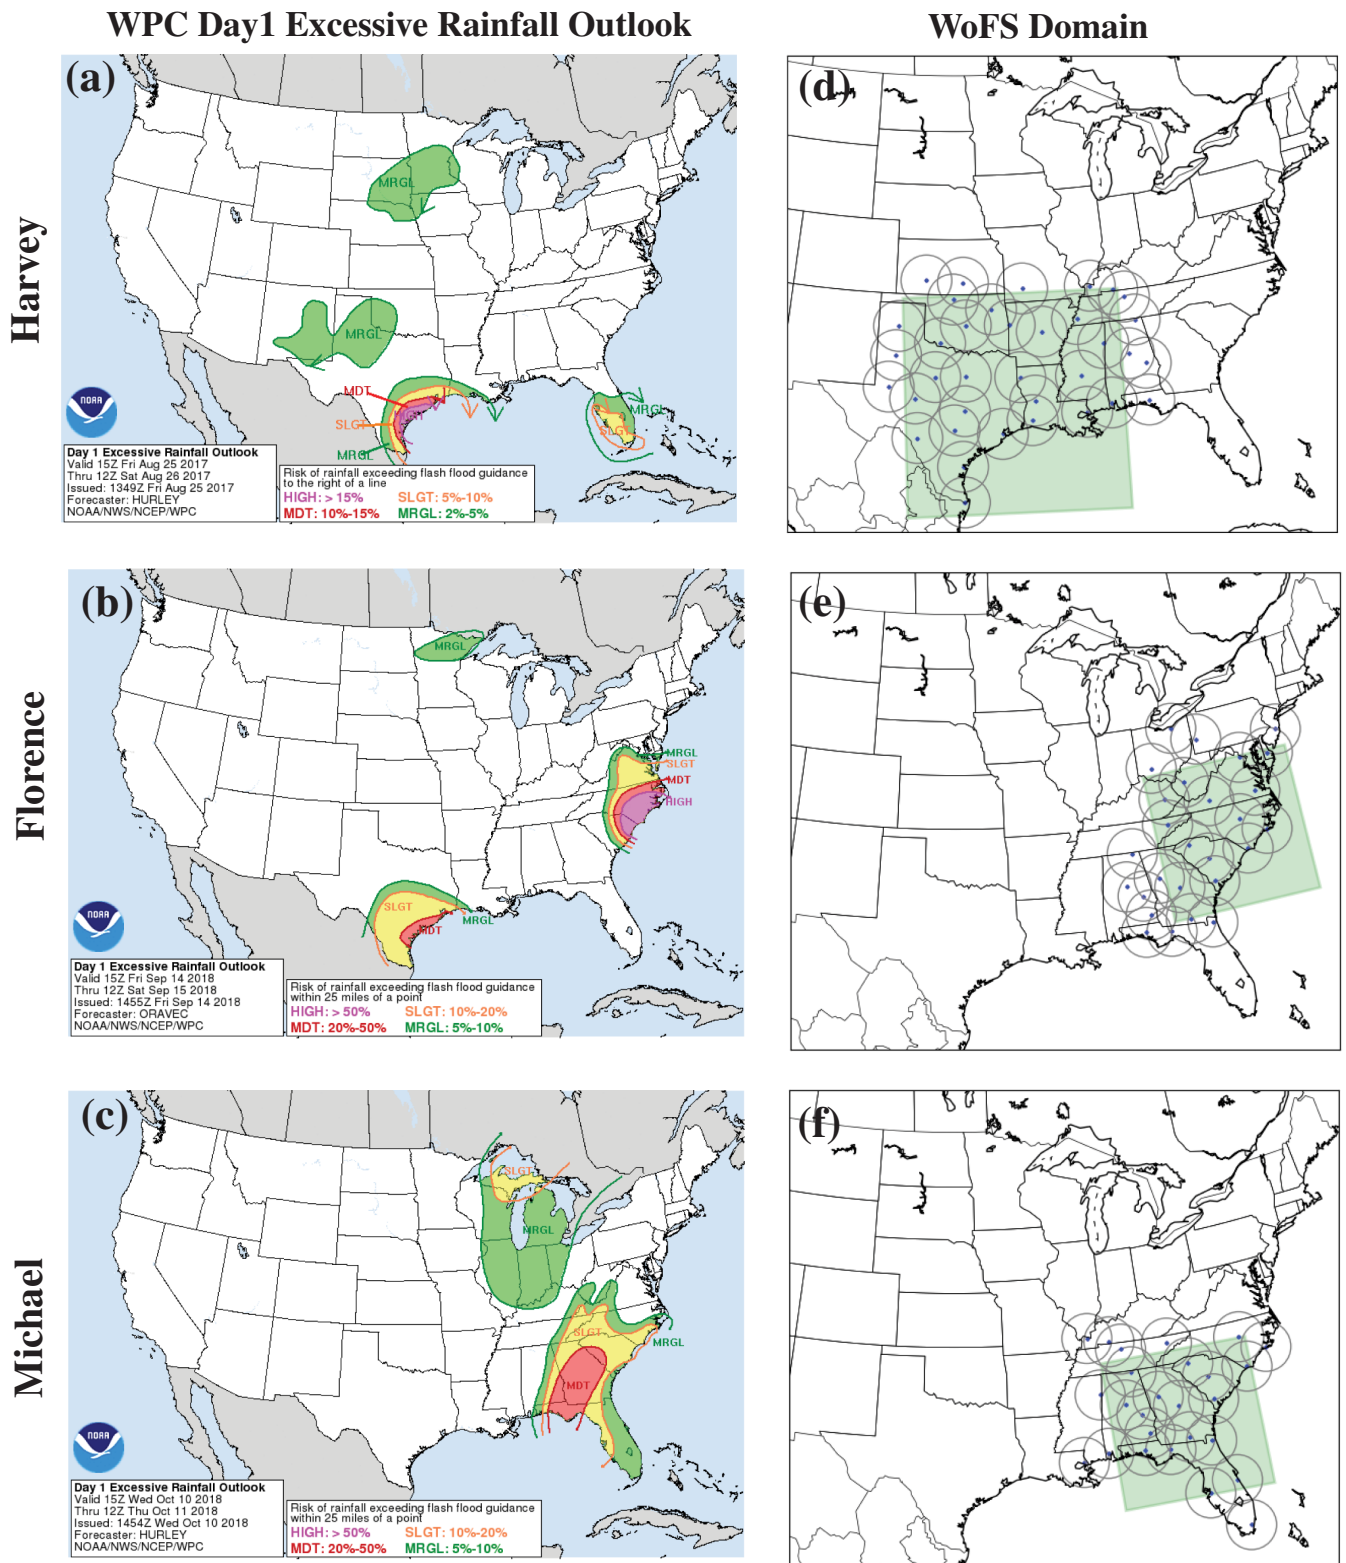 WPC Day1 Excessive Rainfall Outlook
WoFS Domain
Harvey
(a)
MRGL
MRGL
MDT
SLGT
MRGL
MRGL
SLGT
NOAA
Day 1 Excessive Rainfall Outlook
Valid 15Z Fri Aug 25 2017
Thru 12Z Sat Aug 26 2017
Issued: 1349Z Fri Aug 25 2017
Forecaster: HURLEY
NOAA/NWS/NCEP/WPC
Risk of rainfall exceeding flash flood guidance
to the right of a line
HIGH: > 15% SLGT: 5%-10%
MDT: 10%-15% MRGL: 2%-5%
(d)
Florence
(b)
MRGL
MRGL
SLGT
MDT
HIGH
SLGT
MRGL
MDT
NOAA
Day 1 Excessive Rainfall Outlook
Valid 15Z Fri Sep 14 2018
Thru 12Z Sat Sep 15 2018
Issued: 1455Z Fri Sep 14 2018
Forecaster: ORAVEC
NOAA/NWS/NCEP/WPC
Risk of rainfall exceeding flash flood guidance
within 25 miles of a point
HIGH: > 50% SLGT: 10%-20%
MDT: 20%-50% MRGL: 5%-10%
(e)
Michael
(c)
SLGT
MRGL
SLGT
MRGL
MDT
NOAA
Day 1 Excessive Rainfall Outlook
Valid 15Z Wed Oct 10 2018
Thru 12Z Thu Oct 11 2018
Issued: 1454Z Wed Oct 10 2018
Forecaster: HURLEY
NOAA/NWS/NCEP/WPC
Risk of rainfall exceeding flash flood guidance
within 25 miles of a point
HIGH: > 50% SLGT: 10%-20%
MDT: 20%-50% MRGL: 5%-10%
(f)